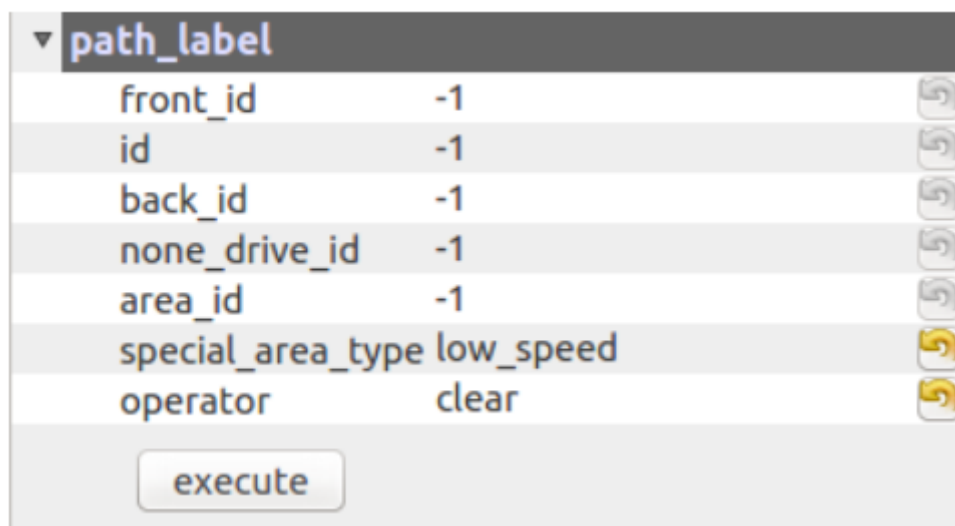 path_label
front_id -1
id -1
back_id -1
none_drive_id -1
area_id -1
special_area_type low_speed
operator clear
execute